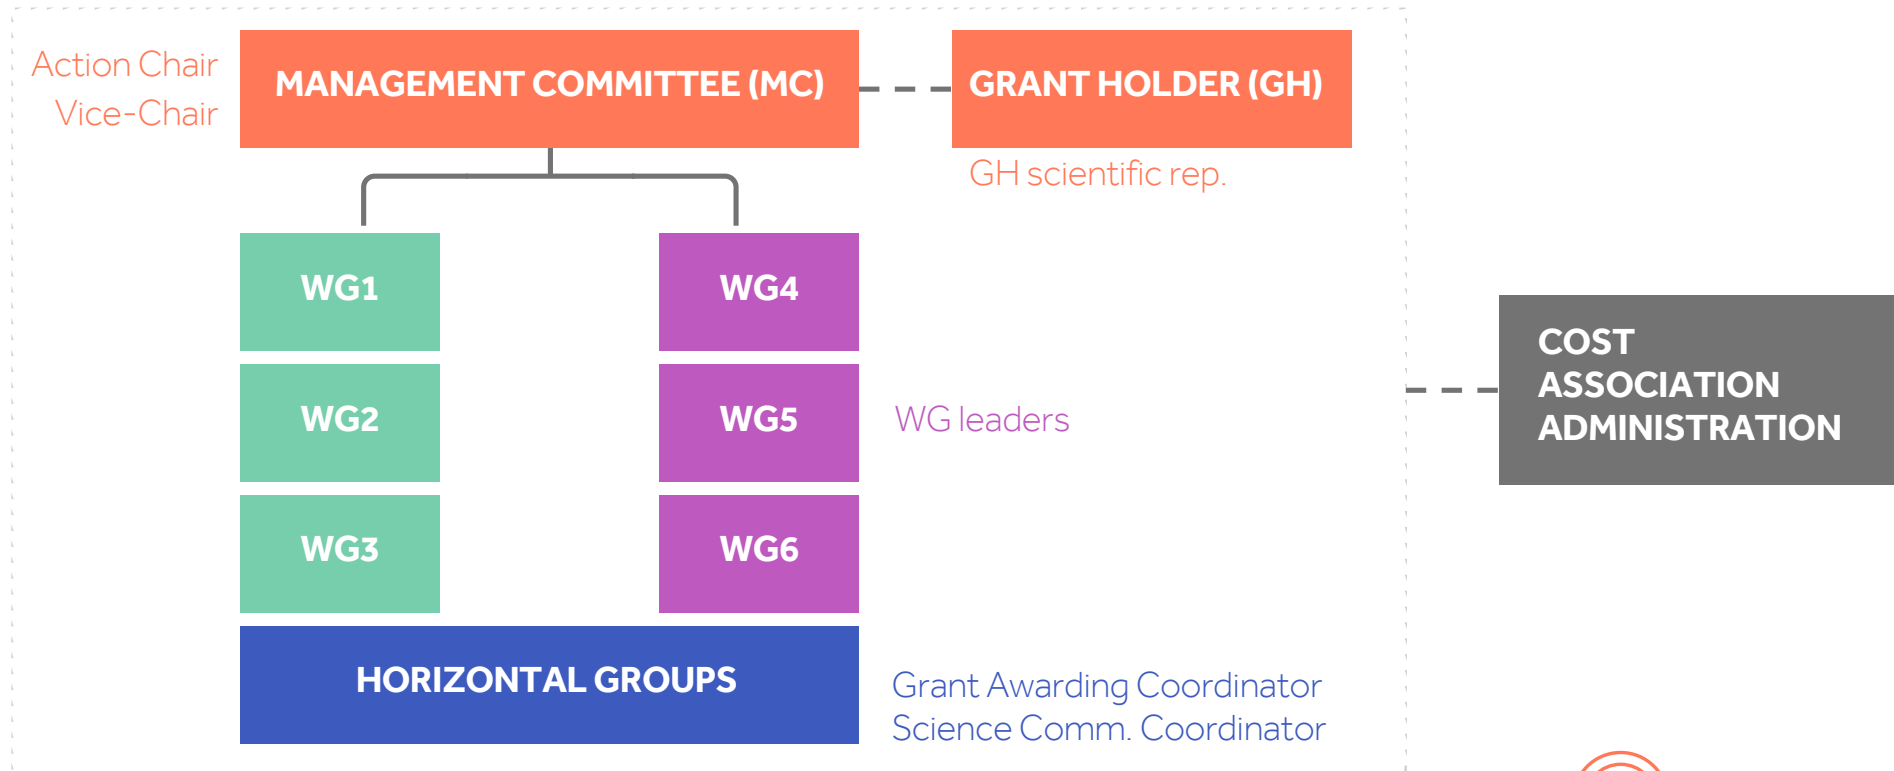 Action Chair
Vice-Chair
MANAGEMENT COMMITTEE (MC)
GRANT HOLDER (GH)
GH scientific rep.
WG1
WG4
WG2
WG5
WG leaders
WG3
WG6
HORIZONTAL GROUPS
Grant Awarding Coordinator
Science Comm. Coordinator
COST
ASSOCIATION
ADMINISTRATION